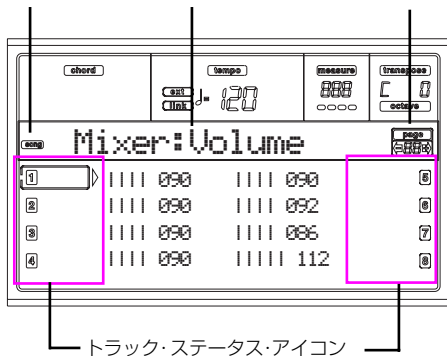 chord tempo measure transpose
ext link ♩= 120 888 C 0
octave
song Mixer:Volume page
88
1 |||| 090 |||| 090 5
2 |||| 090 |||| 092 6
3 |||| 090 |||| 086 7
4 |||| 090 ||||| 112 8
トラック・ステータス・アイコン